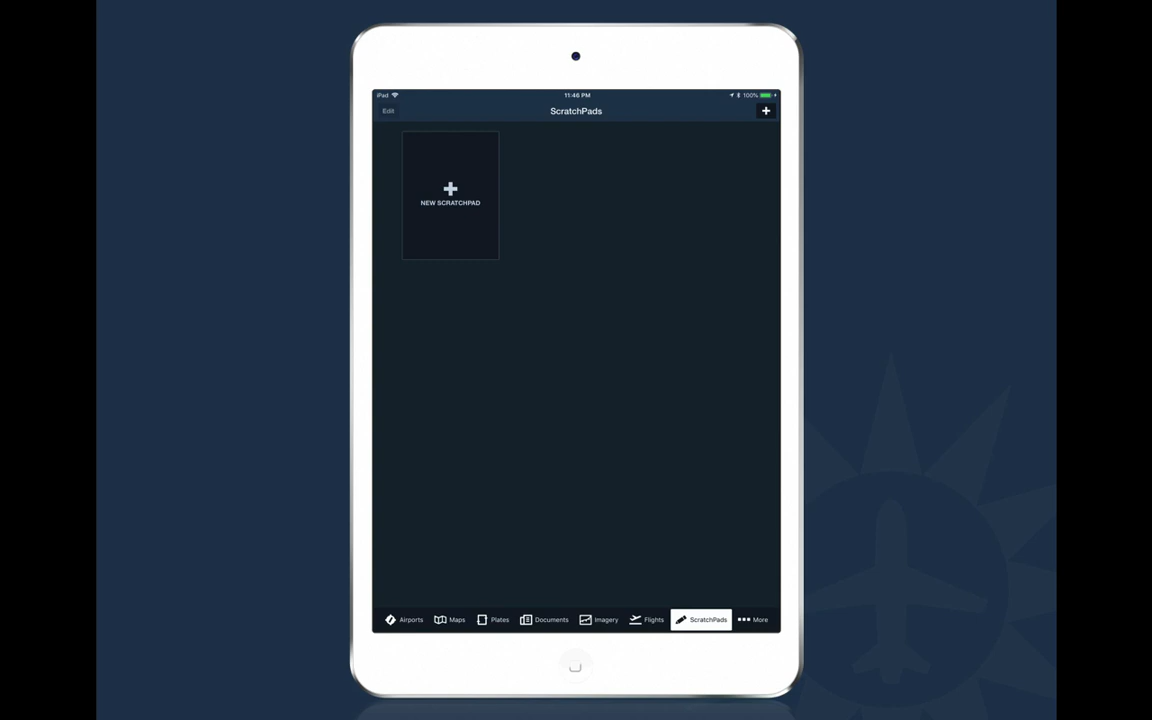 iPad 11:46 PM 100%
Edit ScratchPads
NEW SCRATCHPAD
Airports Maps Plates Documents Imagery Flights ScratchPads More